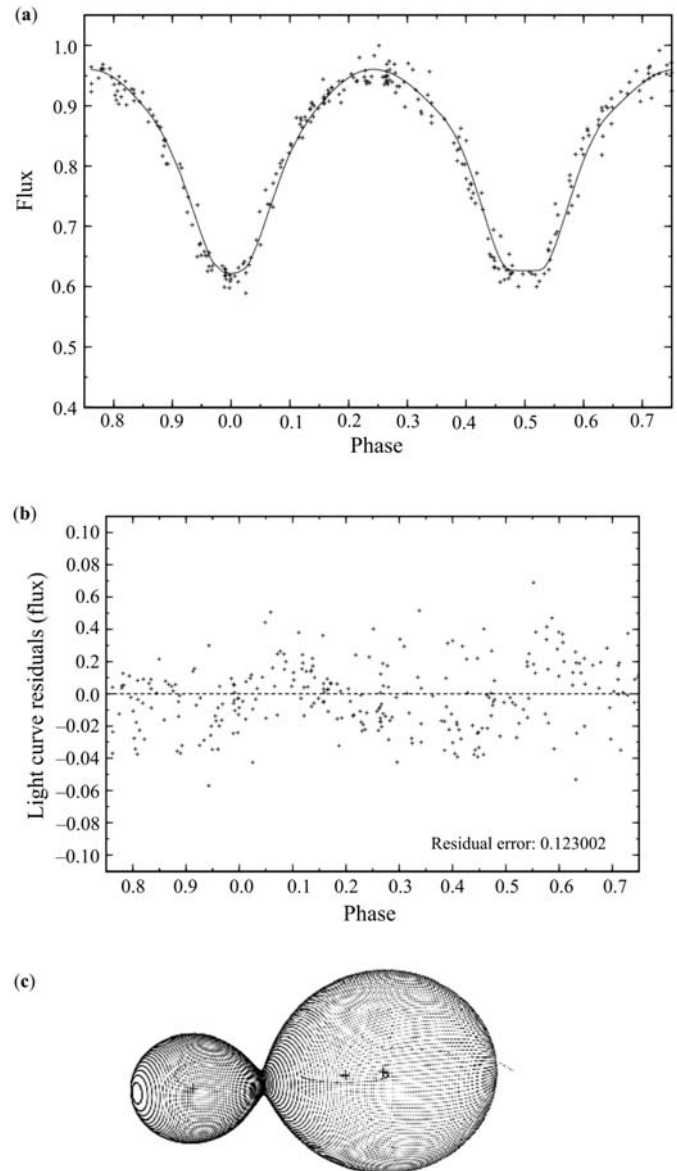 (a)
1.0
0.9
0.8
0.7
0.6
0.5
0.4
Flux
0.8 0.9 0.0 0.1 0.2 0.3 0.4 0.5 0.6 0.7
Phase
(b)
0.10
0.08
0.6
0.4
0.2
0.0
–0.02
–0.04
–0.06
–0.08
–0.10
Light curve residuals (flux)
Residual error: 0.123002
0.8 0.9 0.0 0.1 0.2 0.3 0.4 0.5 0.6 0.7
Phase
(c)